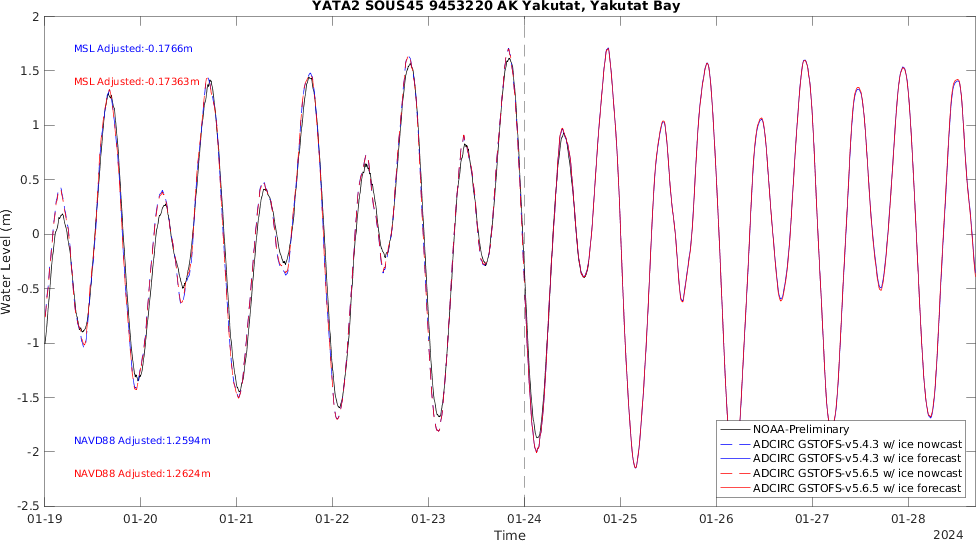 YATA2 SOUS45 9453220 AK Yakutat, Yakutat Bay
MSL Adjusted:-0.1766m
MSL Adjusted:-0.17363m
NAVD88 Adjusted:1.2594m
NAVD88 Adjusted:1.2624m
Water Level (m)
2
1.5
1
0.5
0
-0.5
-1
-1.5
-2
-2.5
NOAA-Preliminary
ADCIRC GSTOFS-v5.4.3 w/ ice nowcast
ADCIRC GSTOFS-v5.4.3 w/ ice forecast
ADCIRC GSTOFS-v5.6.5 w/ ice nowcast
ADCIRC GSTOFS-v5.6.5 w/ ice forecast
01-19 01-20 01-21 01-22 01-23 01-24 01-25 01-26 01-27 01-28
Time
2024